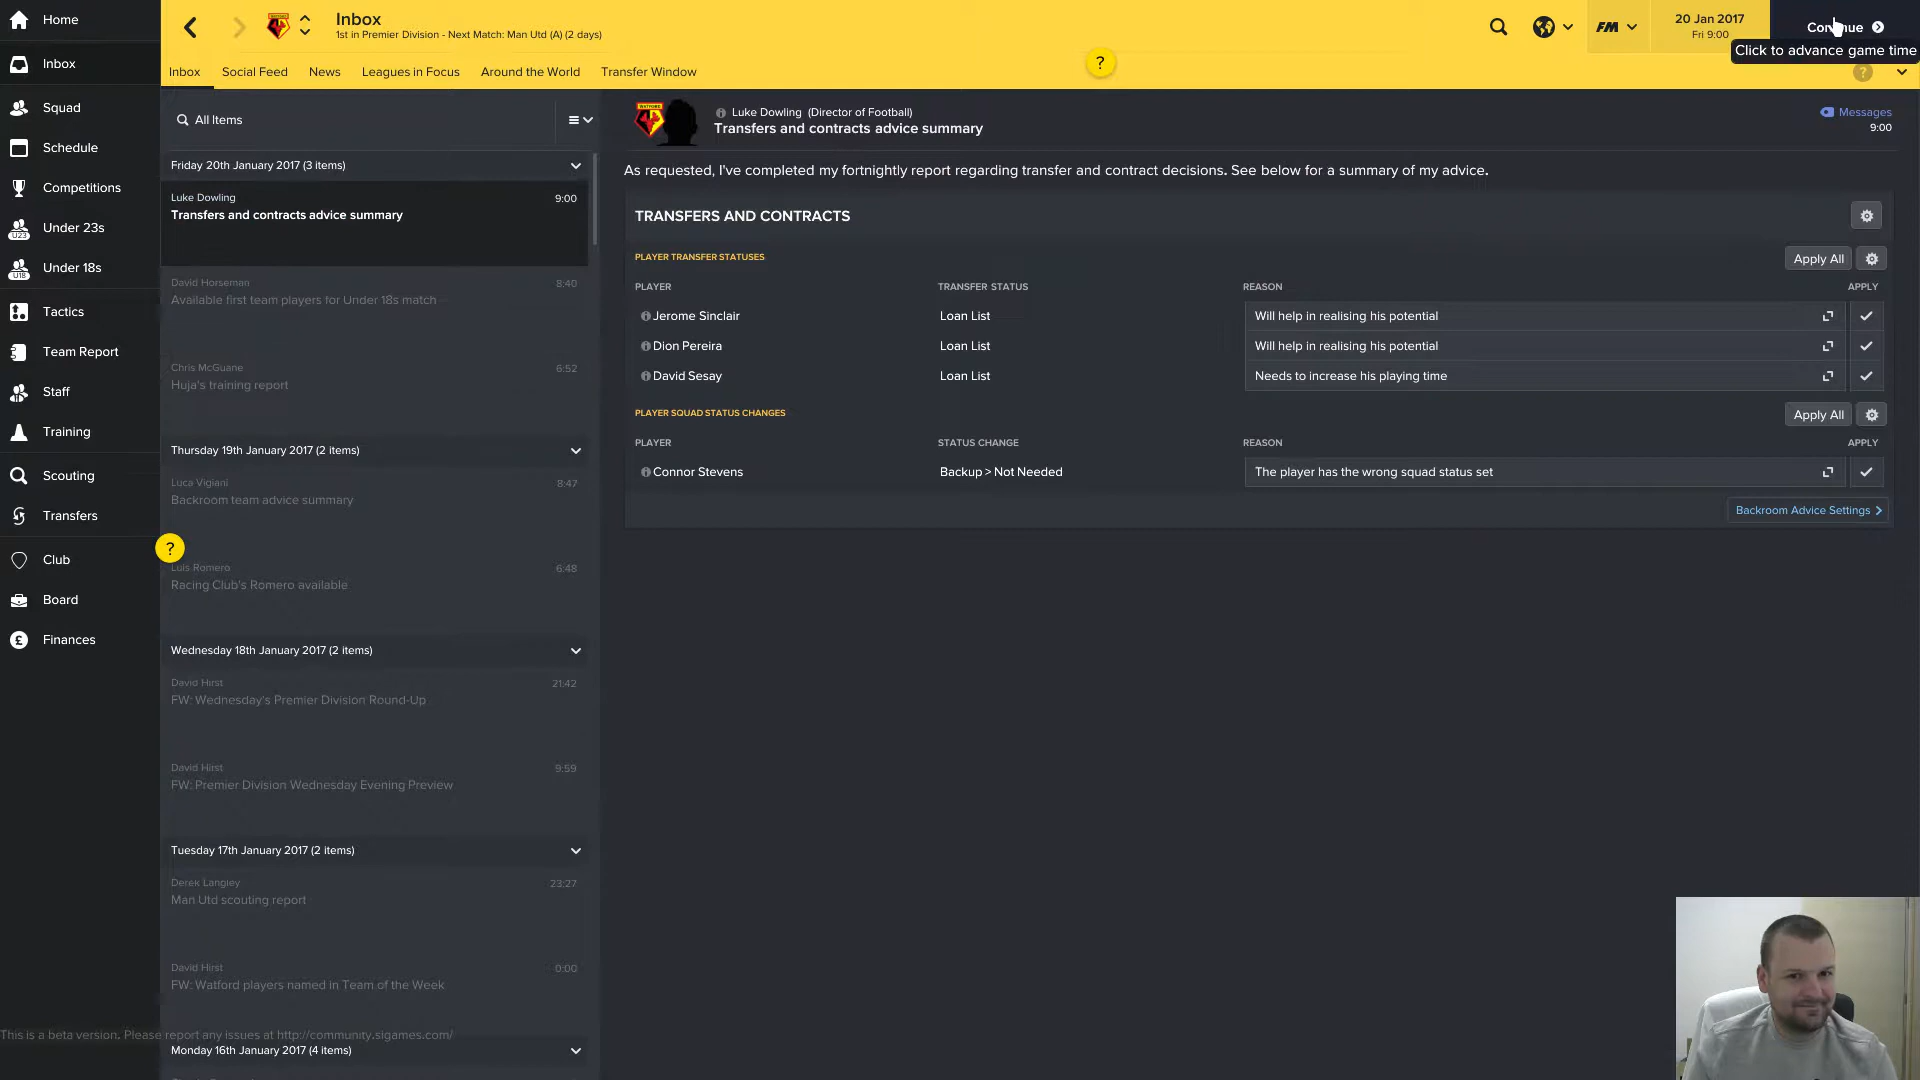 Home
Inbox
Squad
Schedule
Competitions
Under 23s
Under 18s
Tactics
Team Report
Staff
Training
Scouting
Transfers
Club
Board
Finances
Inbox
1st in Premier Division - Next Match: Man Utd (A) (2 days)
FM
20 Jan 2017
Fri 9:00
Continue
Click to advance game time
Inbox Social Feed News Leagues in Focus Around the World Transfer Window
?
?
All Items
Friday 20th January 2017 (3 items)
Luke Dowling 9:00
Transfers and contracts advice summary
David Horseman 8:40
Available first team players for Under 18s match
Chris McGuane 6:52
Huja's training report
Thursday 19th January 2017 (2 items)
Luca Vigiani 8:47
Backroom team advice summary
?
Luis Romero 6:48
Racing Club's Romero available
Wednesday 18th January 2017 (2 items)
David Hirst 21:42
FW: Wednesday's Premier Division Round-Up
David Hirst 9:59
FW: Premier Division Wednesday Evening Preview
Tuesday 17th January 2017 (2 items)
Derek Langley 23:27
Man Utd scouting report
David Hirst 0:00
FW: Watford players named in Team of the Week
This is a beta version. Please report any issues at http://community.sigames.com/
Monday 16th January 2017 (4 items)
Luke Dowling (Director of Football)
Transfers and contracts advice summary
Messages
9:00
As requested, I've completed my fortnightly report regarding transfer and contract decisions. See below for a summary of my advice.
TRANSFERS AND CONTRACTS
PLAYER TRANSFER STATUSES
Apply All
PLAYER TRANSFER STATUS REASON APPLY
Jerome Sinclair Loan List Will help in realising his potential
Dion Pereira Loan List Will help in realising his potential
David Sesay Loan List Needs to increase his playing time
PLAYER SQUAD STATUS CHANGES
Apply All
PLAYER STATUS CHANGE REASON APPLY
Connor Stevens Backup > Not Needed The player has the wrong squad status set
Backroom Advice Settings